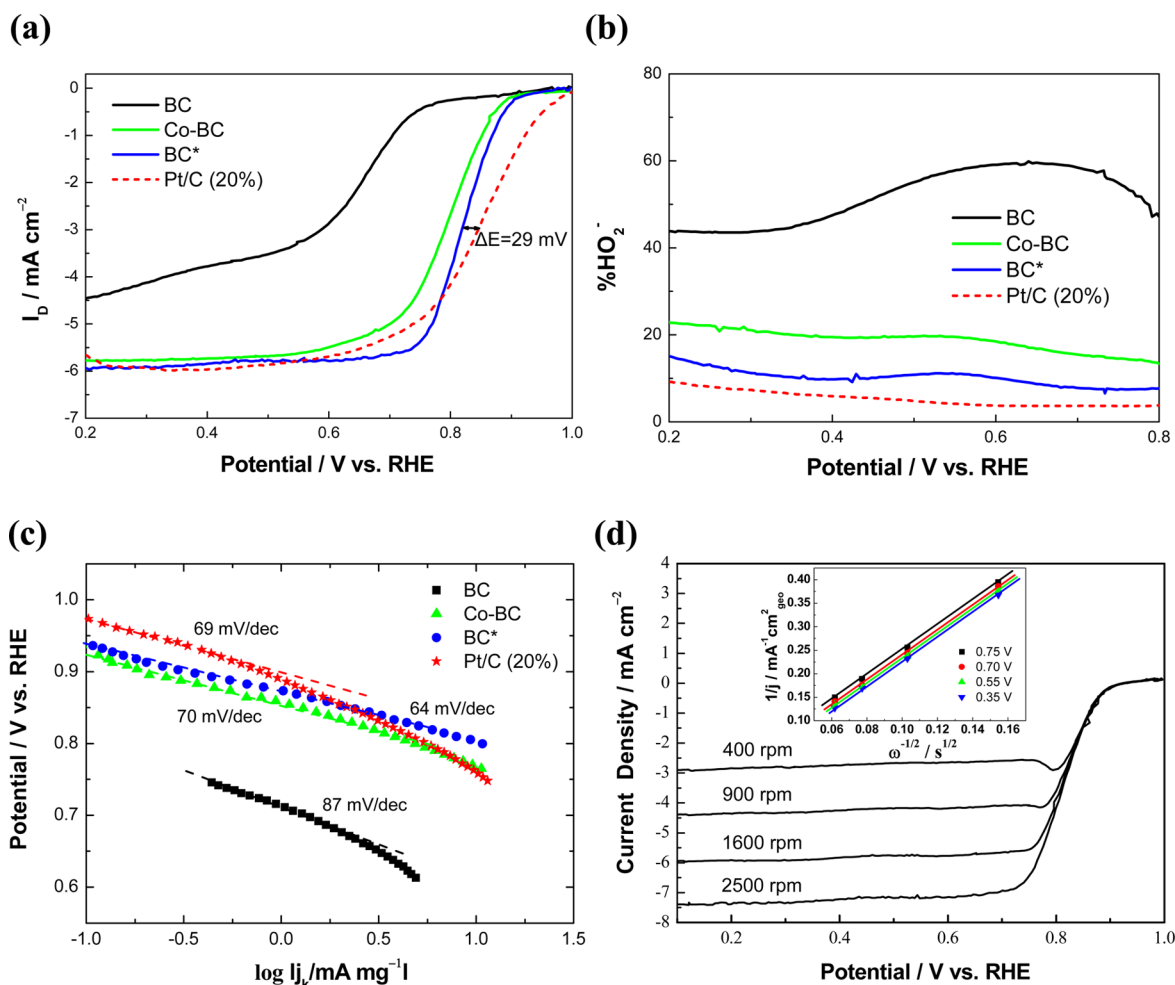 (a)
0
-1
-2
-3
-4
-5
-6
-7
I_D / mA cm⁻²
BC
Co-BC
BC*
Pt/C (20%)
ΔE=29 mV
0.2 0.4 0.6 0.8 1.0
Potential / V vs. RHE
(b)
80
60
40
20
0
%HO₂⁻
BC
Co-BC
BC*
Pt/C (20%)
0.2 0.4 0.6 0.8
Potential / V vs. RHE
(c)
1.0
0.9
0.8
0.7
0.6
Potential / V vs. RHE
BC
Co-BC
BC*
Pt/C (20%)
69 mV/dec
70 mV/dec
64 mV/dec
87 mV/dec
-1.0 -0.5 0.0 0.5 1.0 1.5
log |jₖ/mA mg⁻¹|
(d)
4
3
2
1
0
-1
-2
-3
-4
-5
-6
-7
-8
Current Density / mA cm⁻²
0.40
0.35
0.30
0.25
0.20
0.15
0.10
1/j / mA⁻¹ cm²geo
0.75 V
0.70 V
0.55 V
0.35 V
0.06 0.08 0.10 0.12 0.14 0.16
ω⁻¹/² / s¹/²
400 rpm
900 rpm
1600 rpm
2500 rpm
0.2 0.4 0.6 0.8 1.0
Potential / V vs. RHE